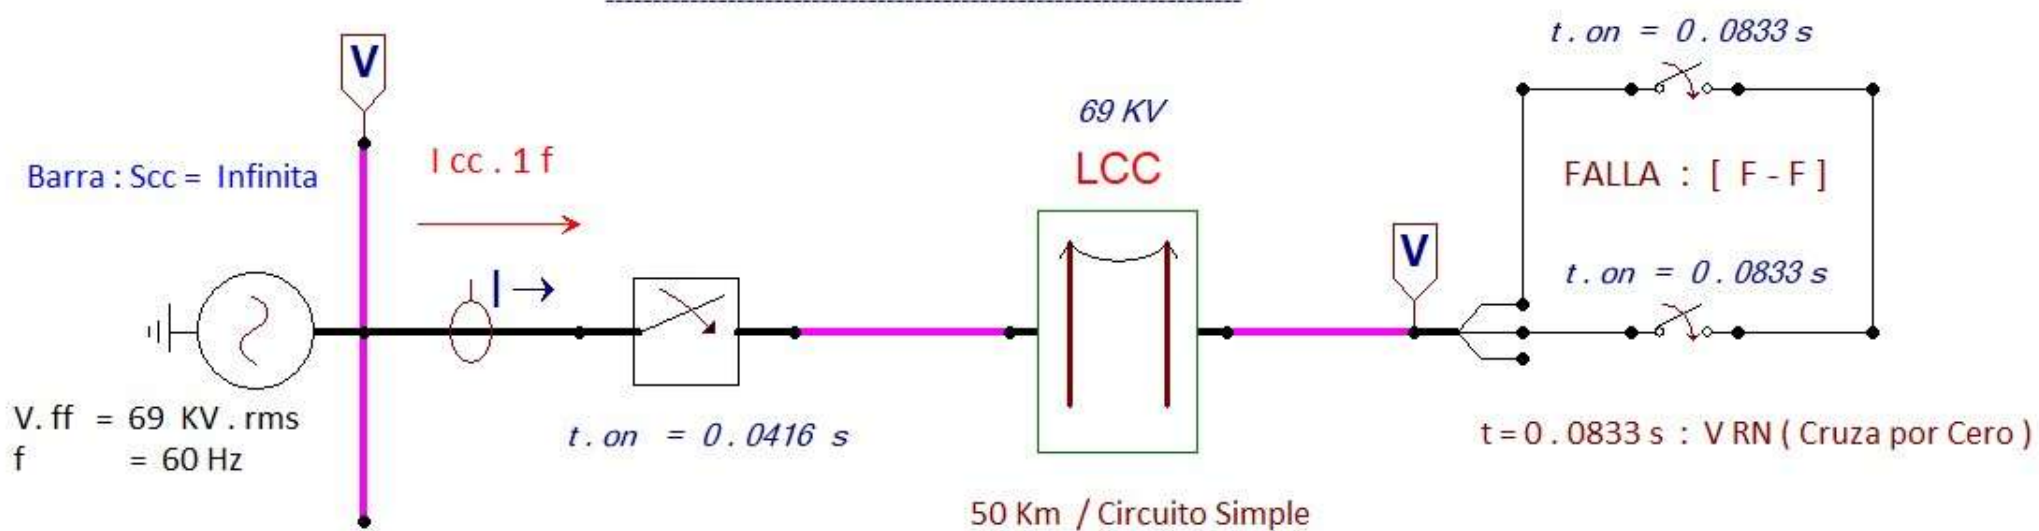 t . on = 0 . 0833 s
V
69 KV
I cc . 1 f
LCC
Barra : Scc = Infinita
FALLA : [ F - F ]
V
I →
t . on = 0 . 0833 s
V. ff = 69 KV . rms
t . on = 0 . 0416 s
t = 0 . 0833 s : V RN ( Cruza por Cero )
f = 60 Hz
50 Km / Circuito Simple